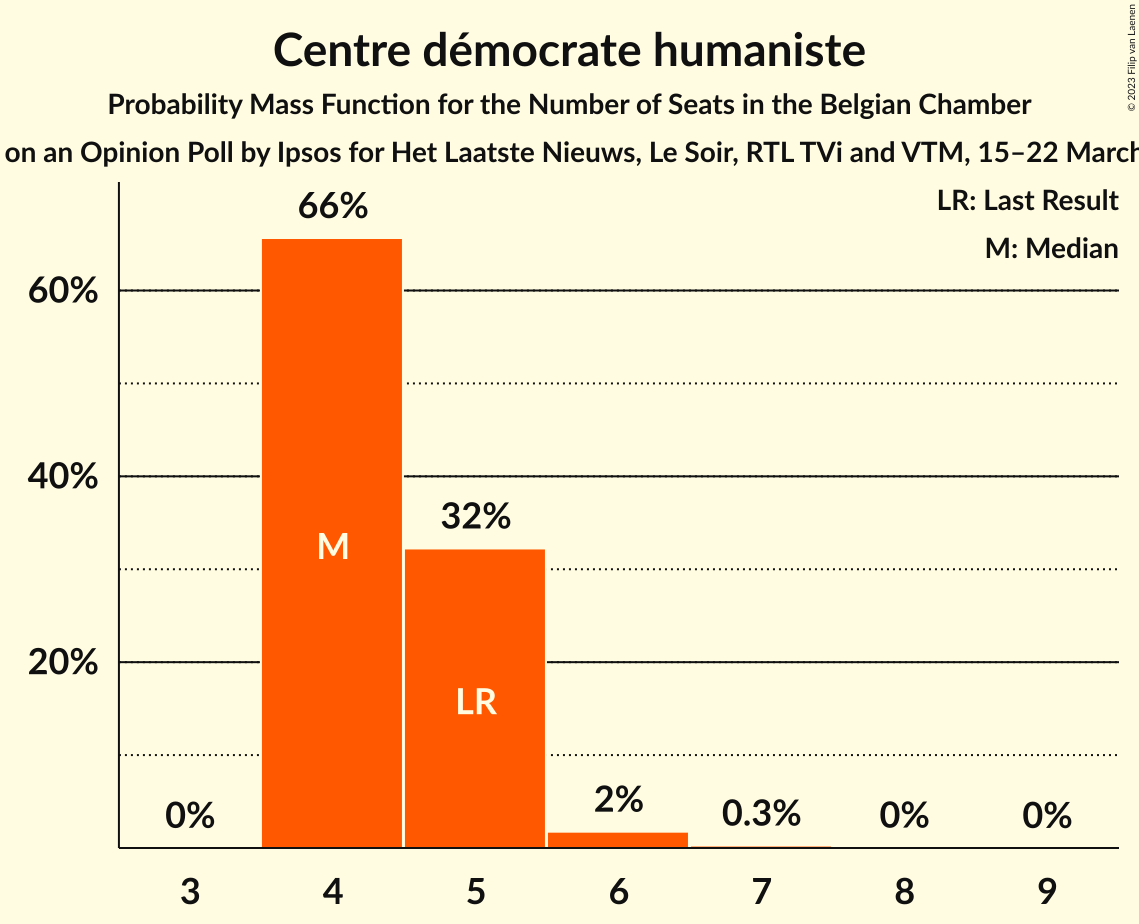 Centre démocrate humaniste
Probability Mass Function for the Number of Seats in the Belgian Chamber
on an Opinion Poll by Ipsos for Het Laatste Nieuws, Le Soir, RTL TVi and VTM, 15–22 March
© 2023 Filip van Laenen
LR: Last Result
M: Median
66%
60%
40%
32%
M
20%
LR
0%
2%
0.3%
0%
0%
3 4 5 6 7 8 9